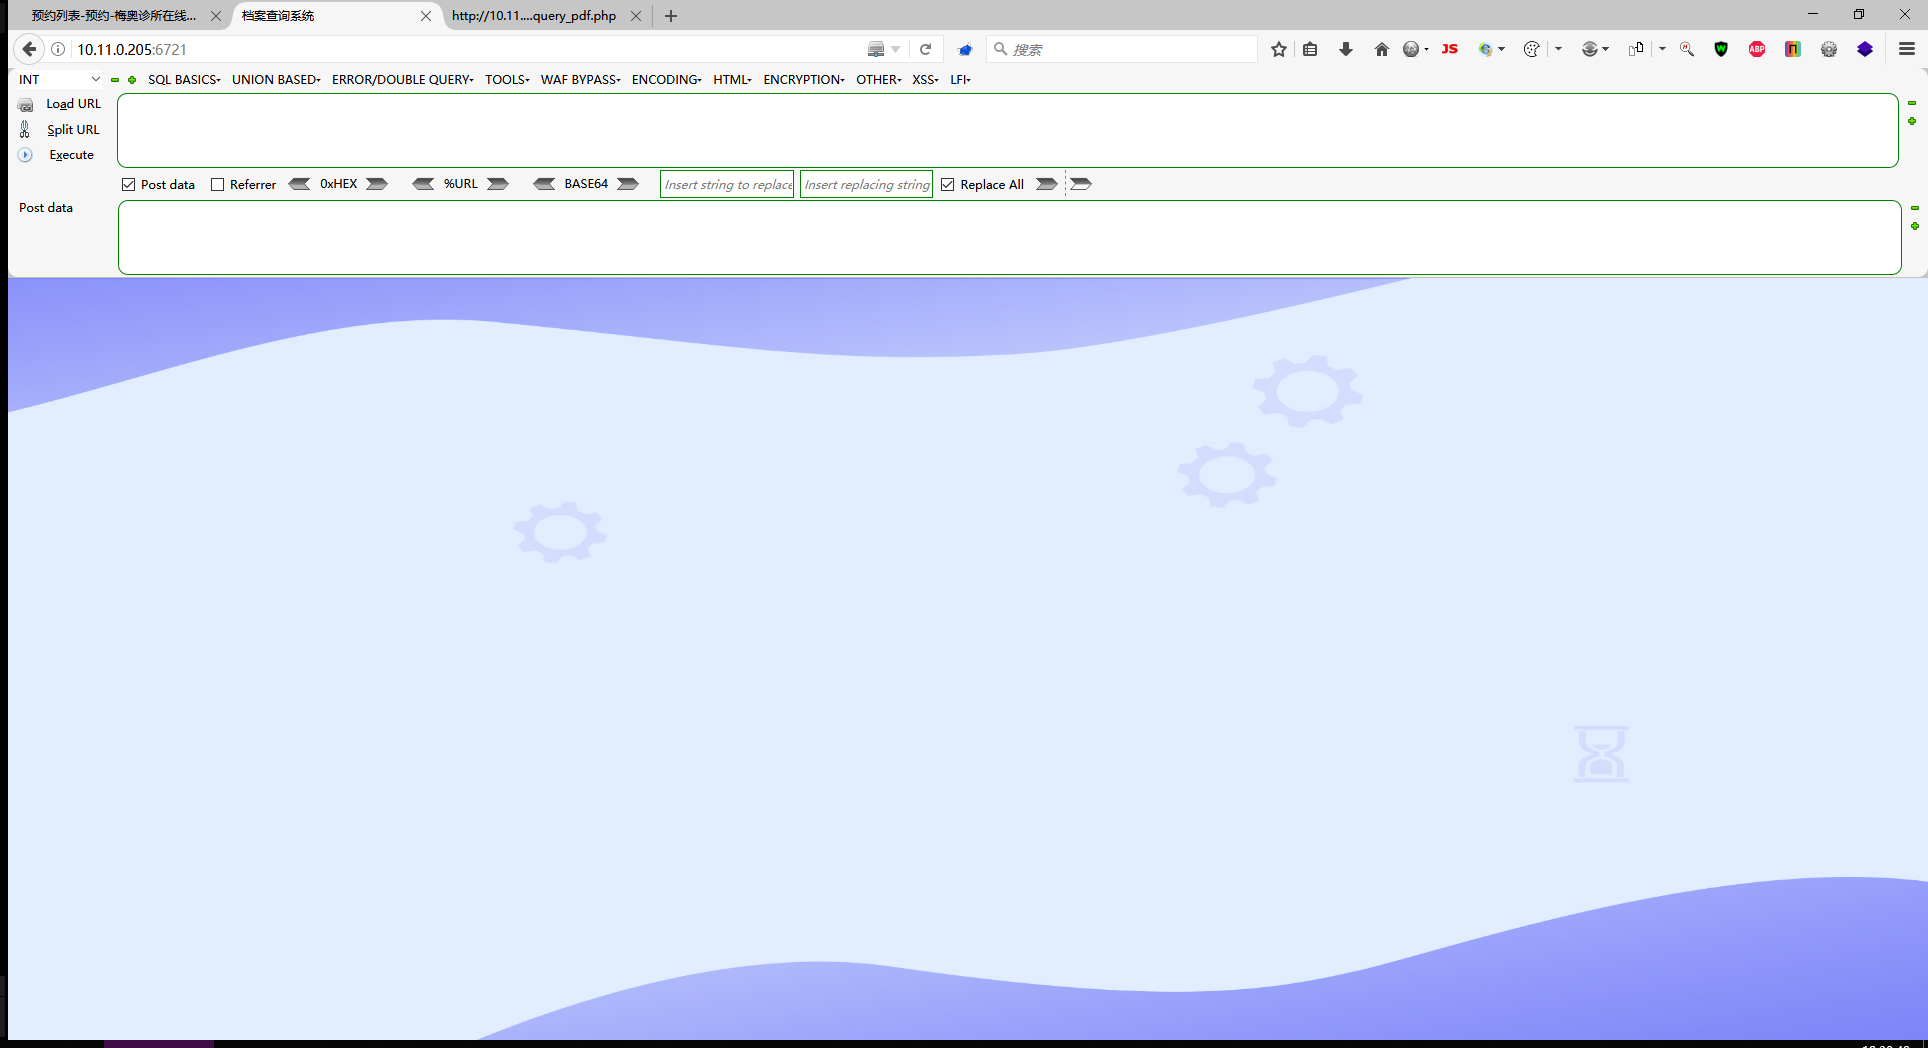 预约列表-预约-梅奥诊所在线...
档案查询系统
http://10.11....query_pdf.php
10.11.0.205:6721
搜索
JS
ABP
INT
SQL BASICS
UNION BASED
ERROR/DOUBLE QUERY
TOOLS
WAF BYPASS
ENCODING
HTML
ENCRYPTION
OTHER
XSS
LFI
Load URL
Split URL
Execute
Post data
Referrer
0xHEX
%URL
BASE64
Insert string to replace
Insert replacing string
Replace All
Post data